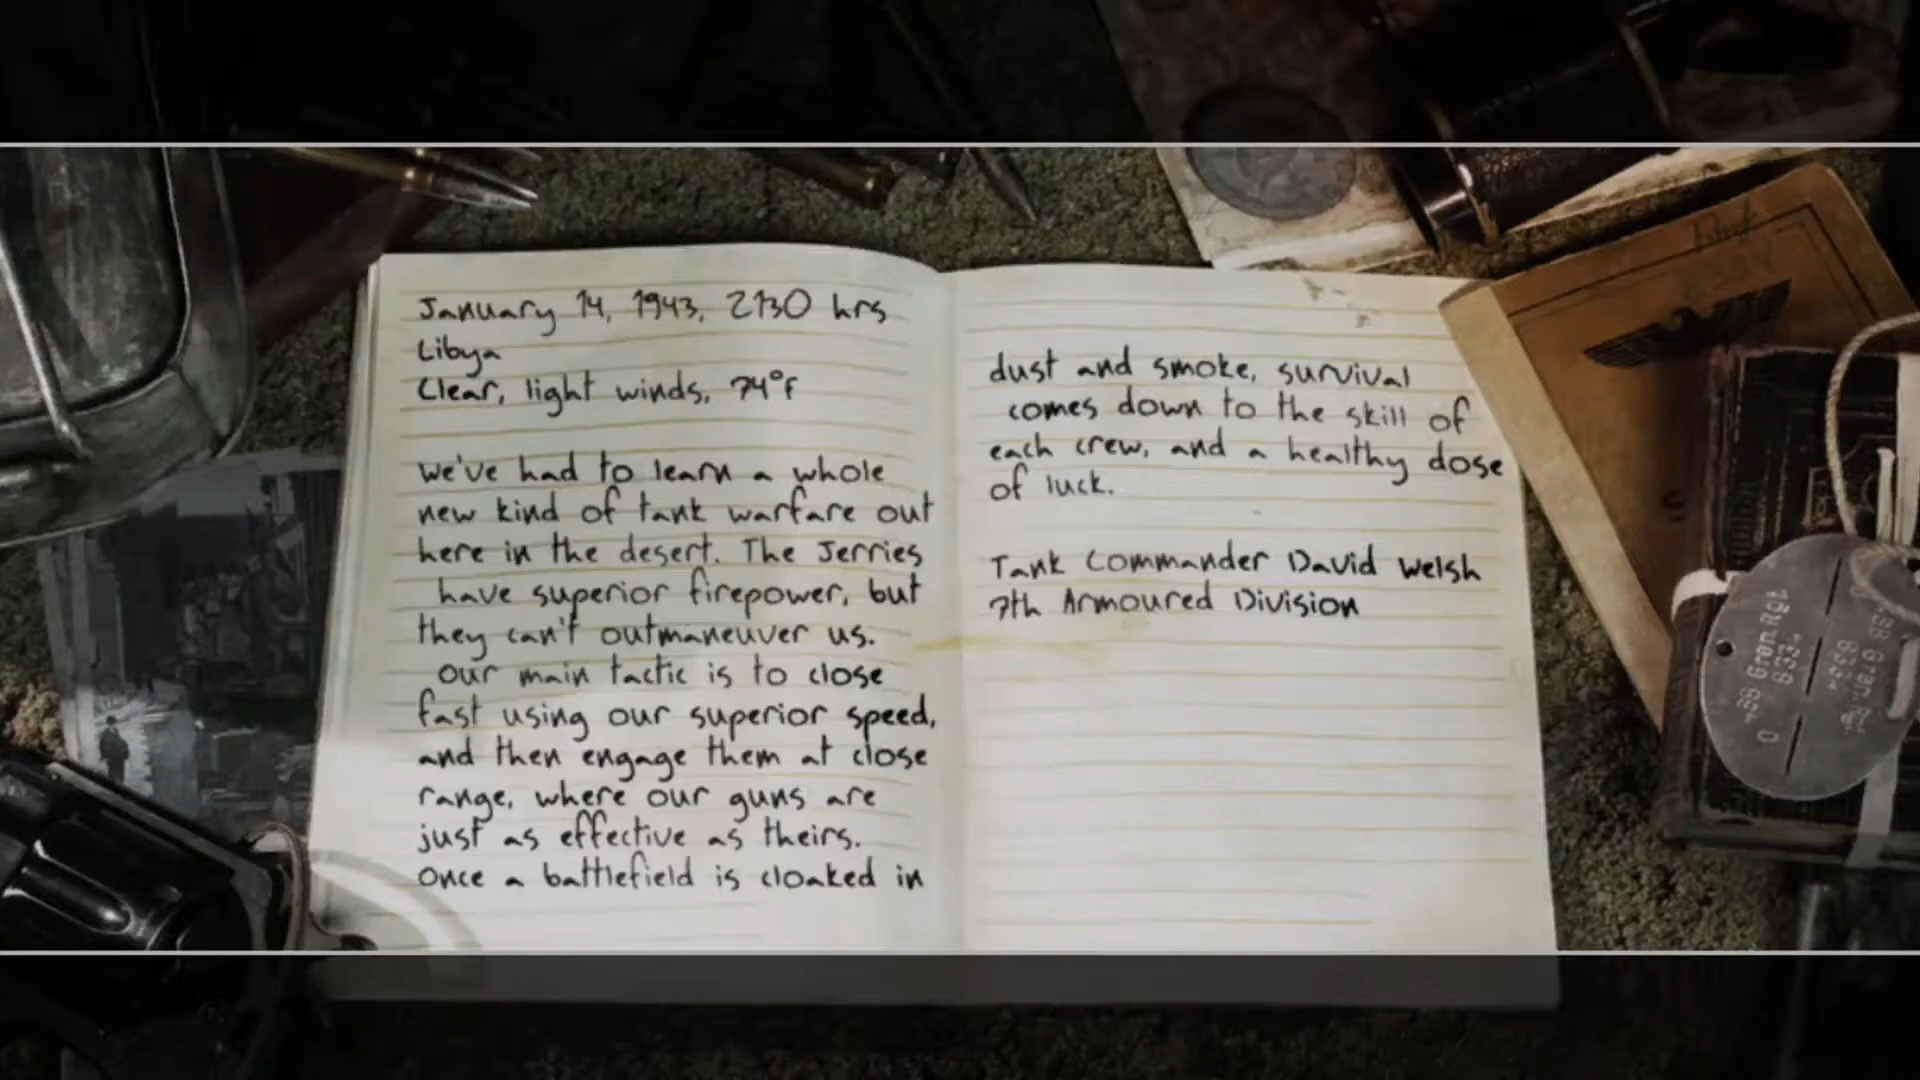 January 14, 1943, 2130 hrs
Libya
Clear, light winds, 74°F
We've had to learn a whole
new kind of tank warfare out
here in the desert. The Jerries
have superior firepower, but
they can't outmaneuver us.
Our main tactic is to close
fast using our superior speed,
and then engage them at close
range, where our guns are
just as effective as theirs.
Once a battlefield is cloaked in
dust and smoke, survival
comes down to the skill of
each crew, and a healthy dose
of luck.
Tank Commander David Welsh
7th Armoured Division